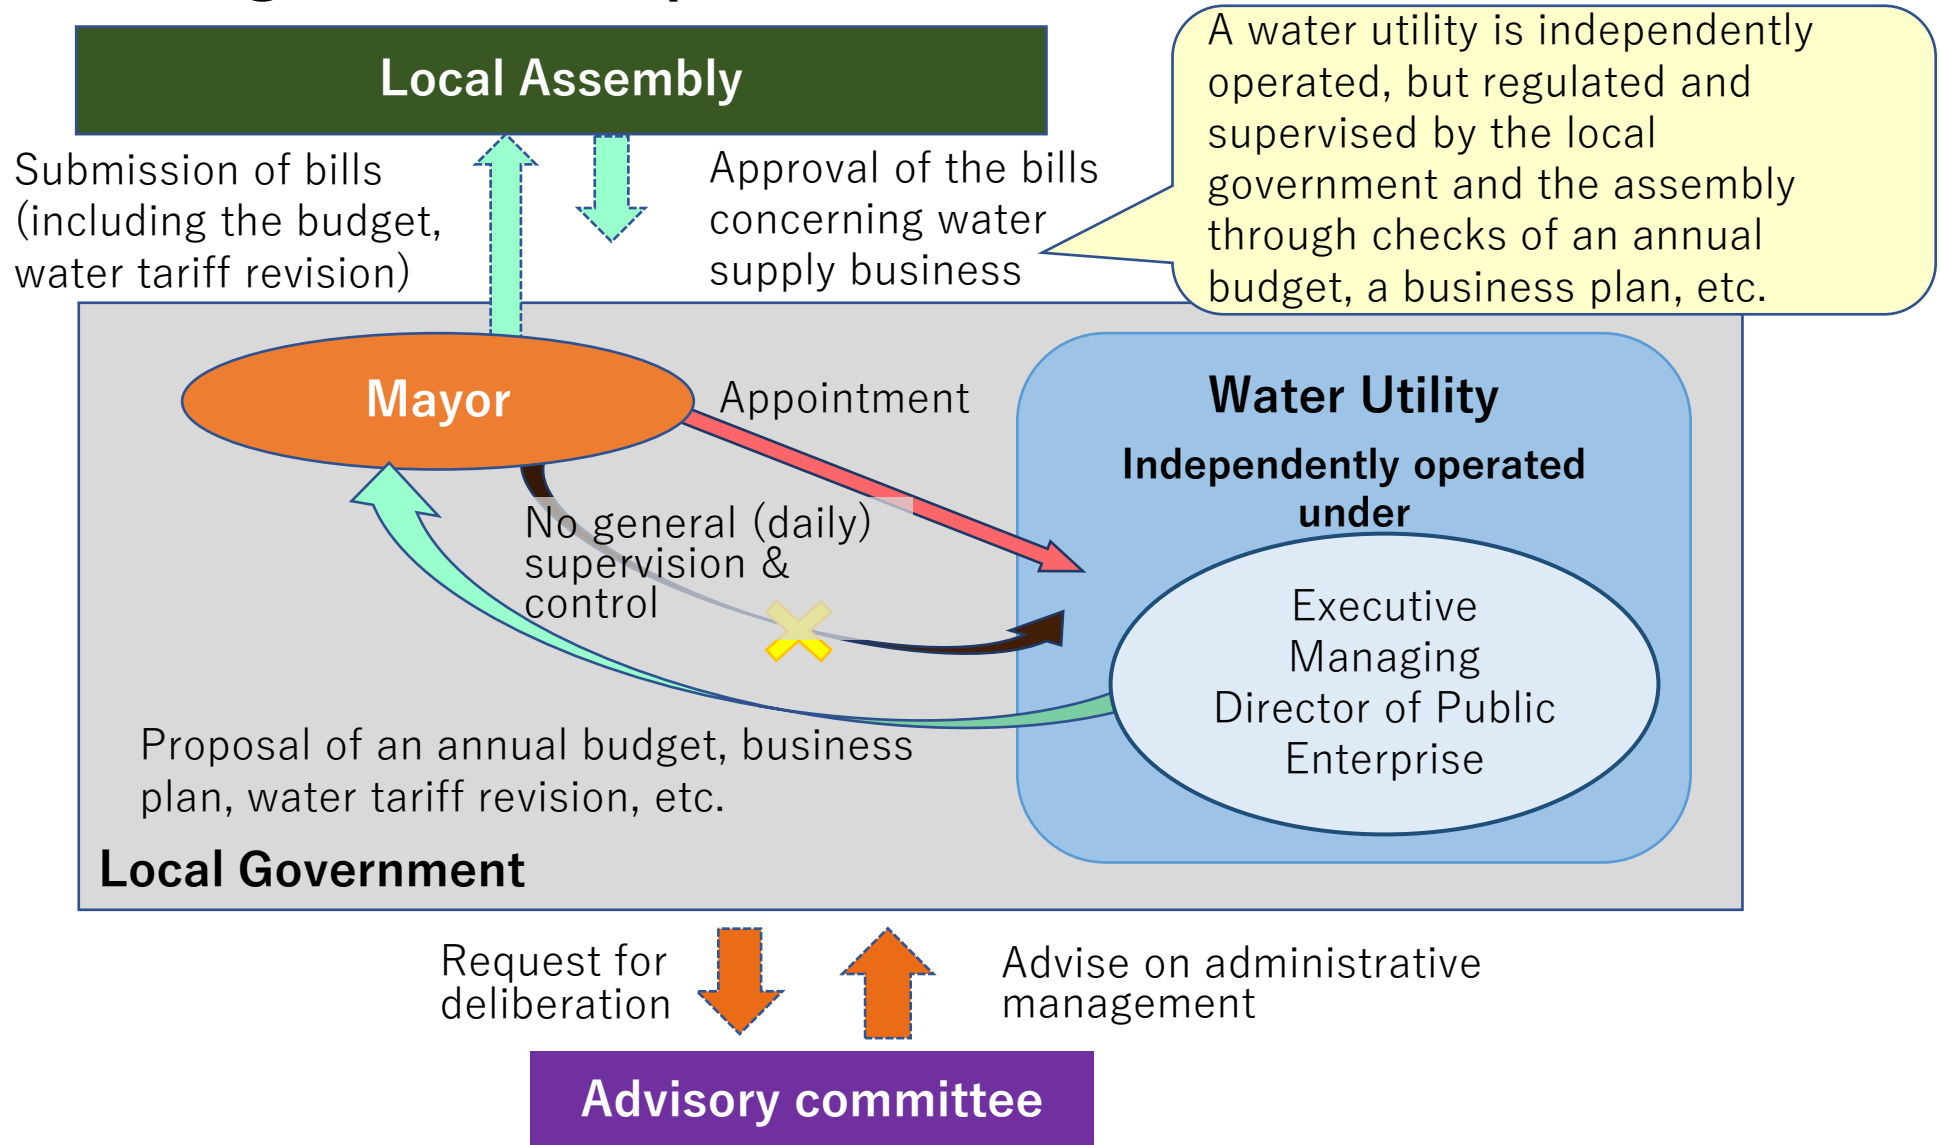 Local Assembly
A water utility is independently
operated, but regulated and
supervised by the local
government and the assembly
through checks of an annual
budget, a business plan, etc.
Submission of bills
(including the budget,
water tariff revision)
Approval of the bills
concerning water
supply business
Mayor
Appointment
Water Utility
Independently operated
under
No general (daily)
supervision &
control
Executive
Managing
Director of Public
Enterprise
Proposal of an annual budget, business
plan, water tariff revision, etc.
Local Government
Request for
deliberation
Advise on administrative
management
Advisory committee